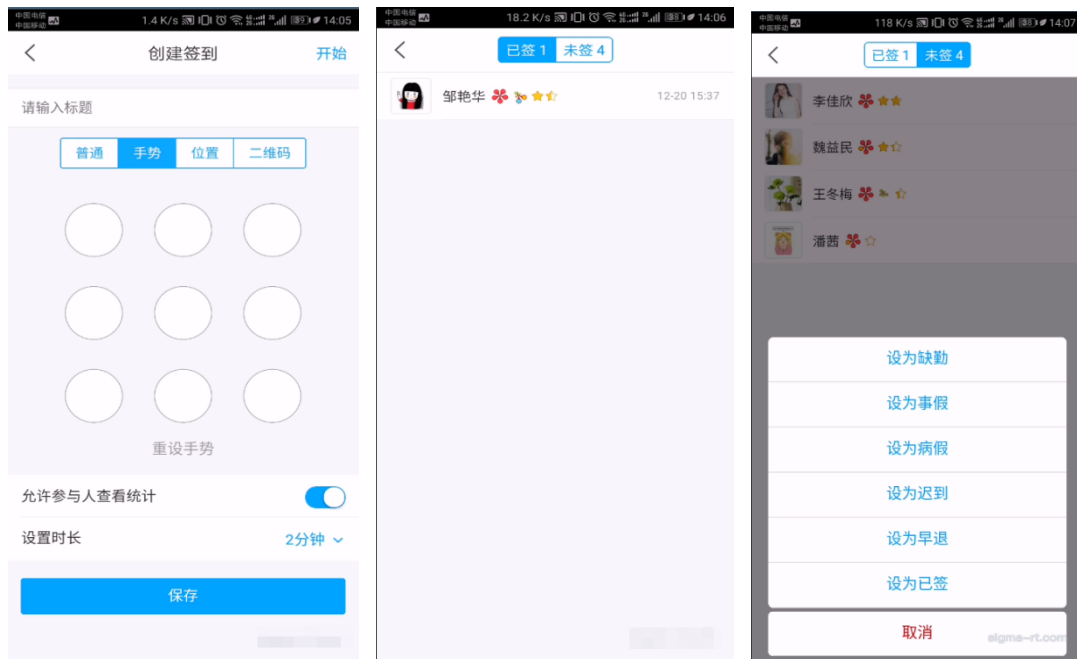 中国电信
中国移动
1.4 K/s
89
14:05
创建签到
开始
请输入标题
普通
手势
位置
二维码
重设手势
允许参与人查看统计
设置时长
2分钟
保存
中国电信
中国移动
18.2 K/s
88
14:06
已签 1
未签 4
邹艳华
12-20 15:37
中国电信
中国移动
118 K/s
88
14:07
已签 1
未签 4
李佳欣
魏益民
王冬梅
潘茜
设为缺勤
设为事假
设为病假
设为迟到
设为早退
设为已签
取消
sigma-rt.com